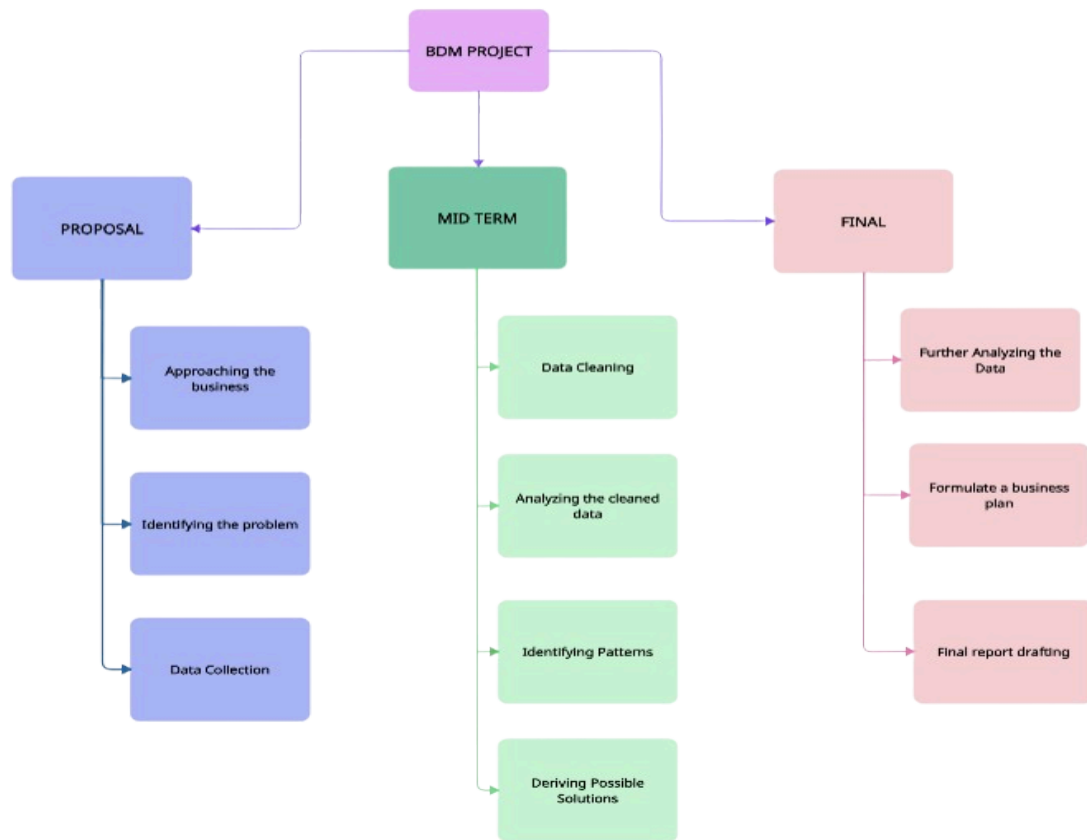 BDM PROJECT
PROPOSAL
MID TERM
FINAL
Approaching the
business
Identifying the problem
Data Collection
Data Cleaning
Analyzing the cleaned
data
Identifying Patterns
Deriving Possible
Solutions
Further Analyzing the
Data
Formulate a business
plan
Final report drafting